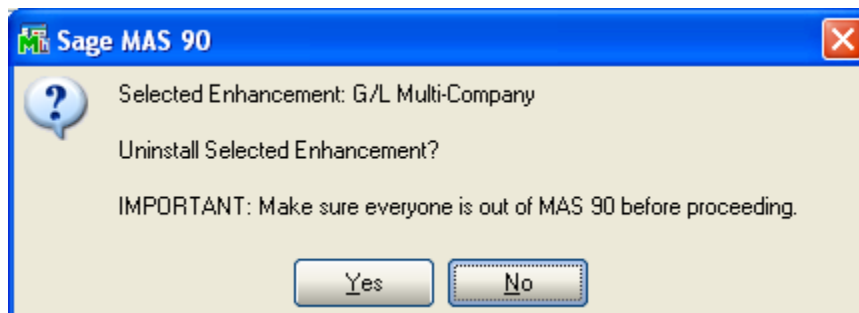 Sage MAS 90
Selected Enhancement: G/L Multi-Company
Uninstall Selected Enhancement?
IMPORTANT: Make sure everyone is out of MAS 90 before proceeding.
Yes No